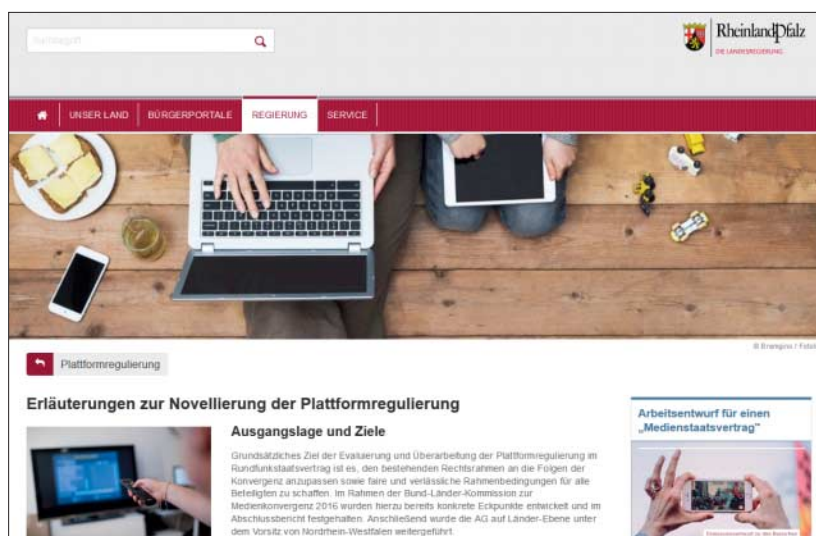 Suchbegriff
RheinlandPfalz
DIE LANDESREGIERUNG
UNSER LAND
BÜRGERPORTALE
REGIERUNG
SERVICE
Plattformregulierung
Erläuterungen zur Novellierung der Plattformregulierung
Ausgangslage und Ziele
Grundsätzliches Ziel der Evaluierung und Überarbeitung der Plattformregulierung im
Rundfunkstaatsvertrag ist es, den bestehenden Rechtsrahmen an die Folgen der
Konvergenz anzupassen sowie faire und verlässliche Rahmenbedingungen für alle
Beteiligten zu schaffen. Im Rahmen der Bund-Länder-Kommission zur
Medienkonvergenz 2016 wurden hierzu bereits konkrete Eckpunkte entwickelt und im
Abschlussbericht festgehalten. Anschließend wurde die AG auf Länder-Ebene unter
dem Vorsitz von Nordrhein-Westfalen weitergeführt.
Arbeitsentwurf für einen
„Medienstaatsvertrag"